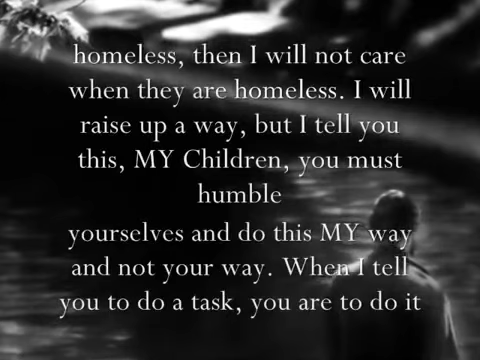 homeless, then I will not care
when they are homeless. I will
raise up a way, but I tell you
this, MY Children, you must
humble
yourselves and do this MY way
and not your way. When I tell
you to do a task, you are to do it